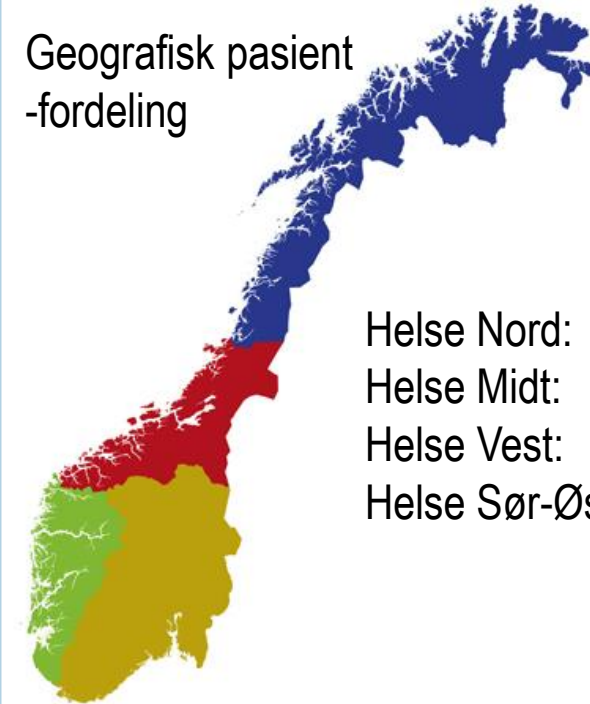 Geografisk pasient
-fordeling
Helse Nord:
Helse Midt:
Helse Vest:
Helse Sør-Øs